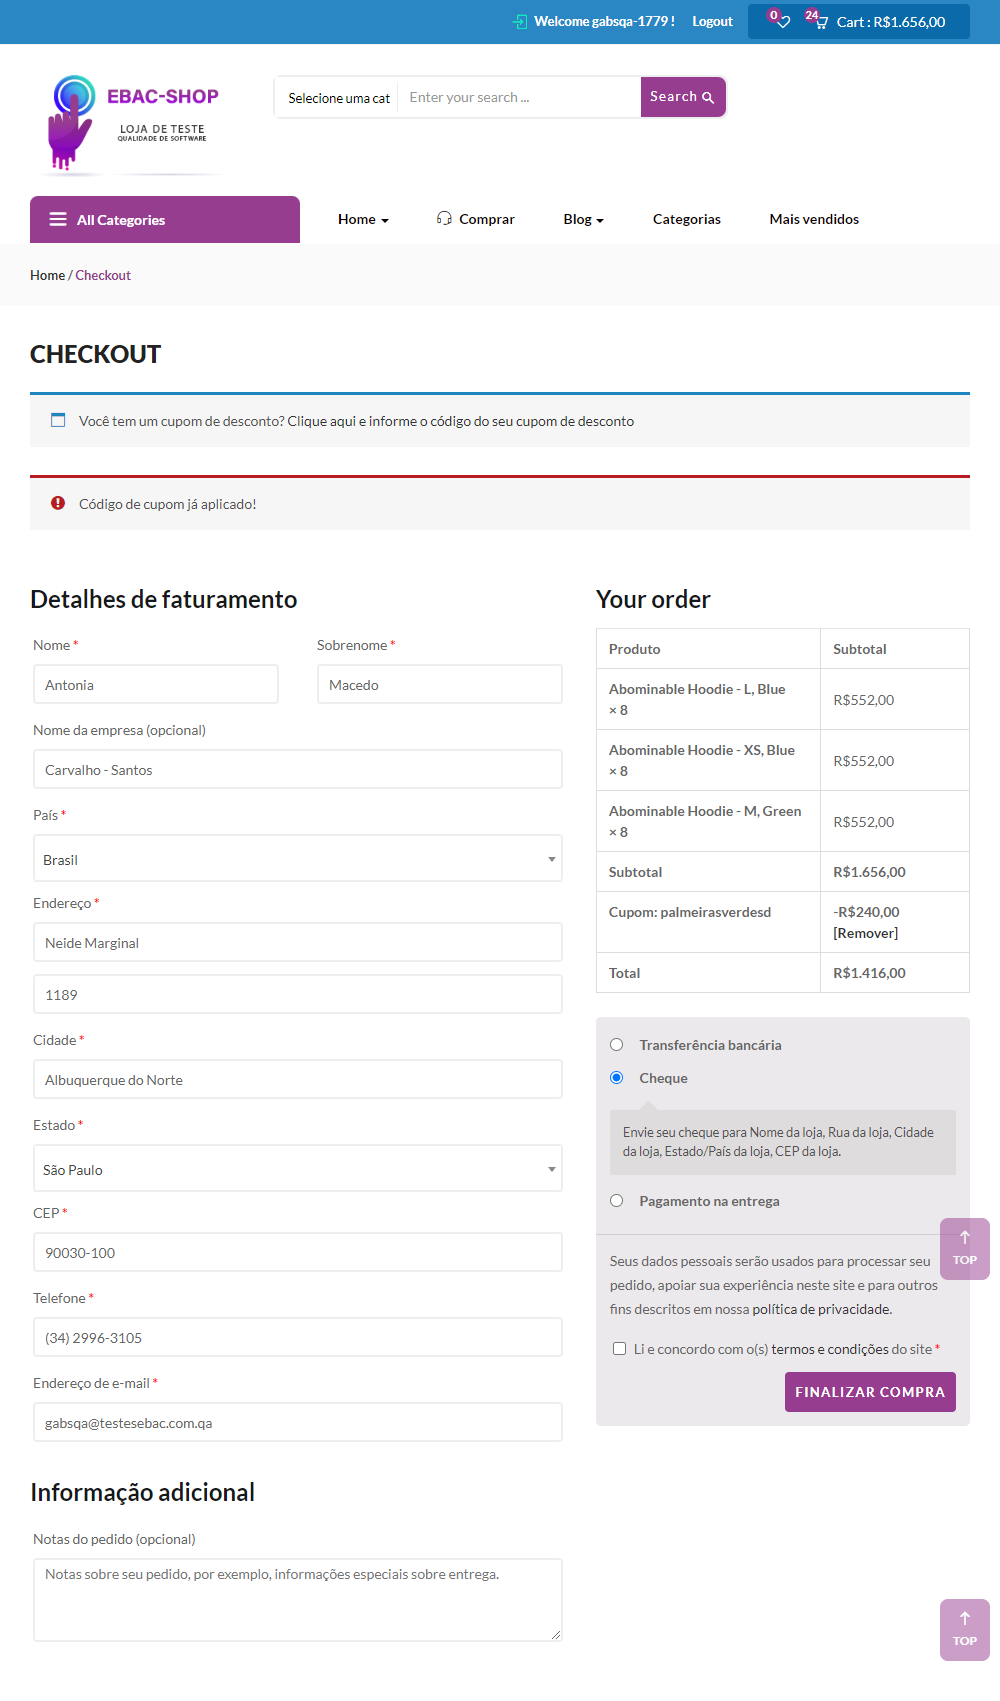 Welcome gabsqa-1779 !
Logout
0
24
Cart : R$1.656,00
EBAC-SHOP
LOJA DE TESTE
QUALIDADE DE SOFTWARE
Selecione uma cat
Enter your search ...
Search
All Categories
Home
Comprar
Blog
Categorias
Mais vendidos
Home / Checkout
CHECKOUT
Você tem um cupom de desconto? Clique aqui e informe o código do seu cupom de desconto
Código de cupom já aplicado!
Detalhes de faturamento
Nome *
Sobrenome *
Antonia
Macedo
Nome da empresa (opcional)
Carvalho - Santos
País *
Brasil
Endereço *
Neide Marginal
1189
Cidade *
Albuquerque do Norte
Estado *
São Paulo
CEP *
90030-100
Telefone *
(34) 2996-3105
Endereço de e-mail *
gabsqa@testesebac.com.qa
Informação adicional
Notas do pedido (opcional)
Notas sobre seu pedido, por exemplo, informações especiais sobre entrega.
Your order
Produto
Subtotal
Abominable Hoodie - L, Blue
× 8
R$552,00
Abominable Hoodie - XS, Blue
× 8
R$552,00
Abominable Hoodie - M, Green
× 8
R$552,00
Subtotal
R$1.656,00
Cupom: palmeirasverdesd
-R$240,00
[Remover]
Total
R$1.416,00
Transferência bancária
Cheque
Envie seu cheque para Nome da loja, Rua da loja, Cidade
da loja, Estado/País da loja, CEP da loja.
Pagamento na entrega
Seus dados pessoais serão usados para processar seu
pedido, apoiar sua experiência neste site e para outros
fins descritos em nossa política de privacidade.
Li e concordo com o(s) termos e condições do site *
FINALIZAR COMPRA
TOP
TOP